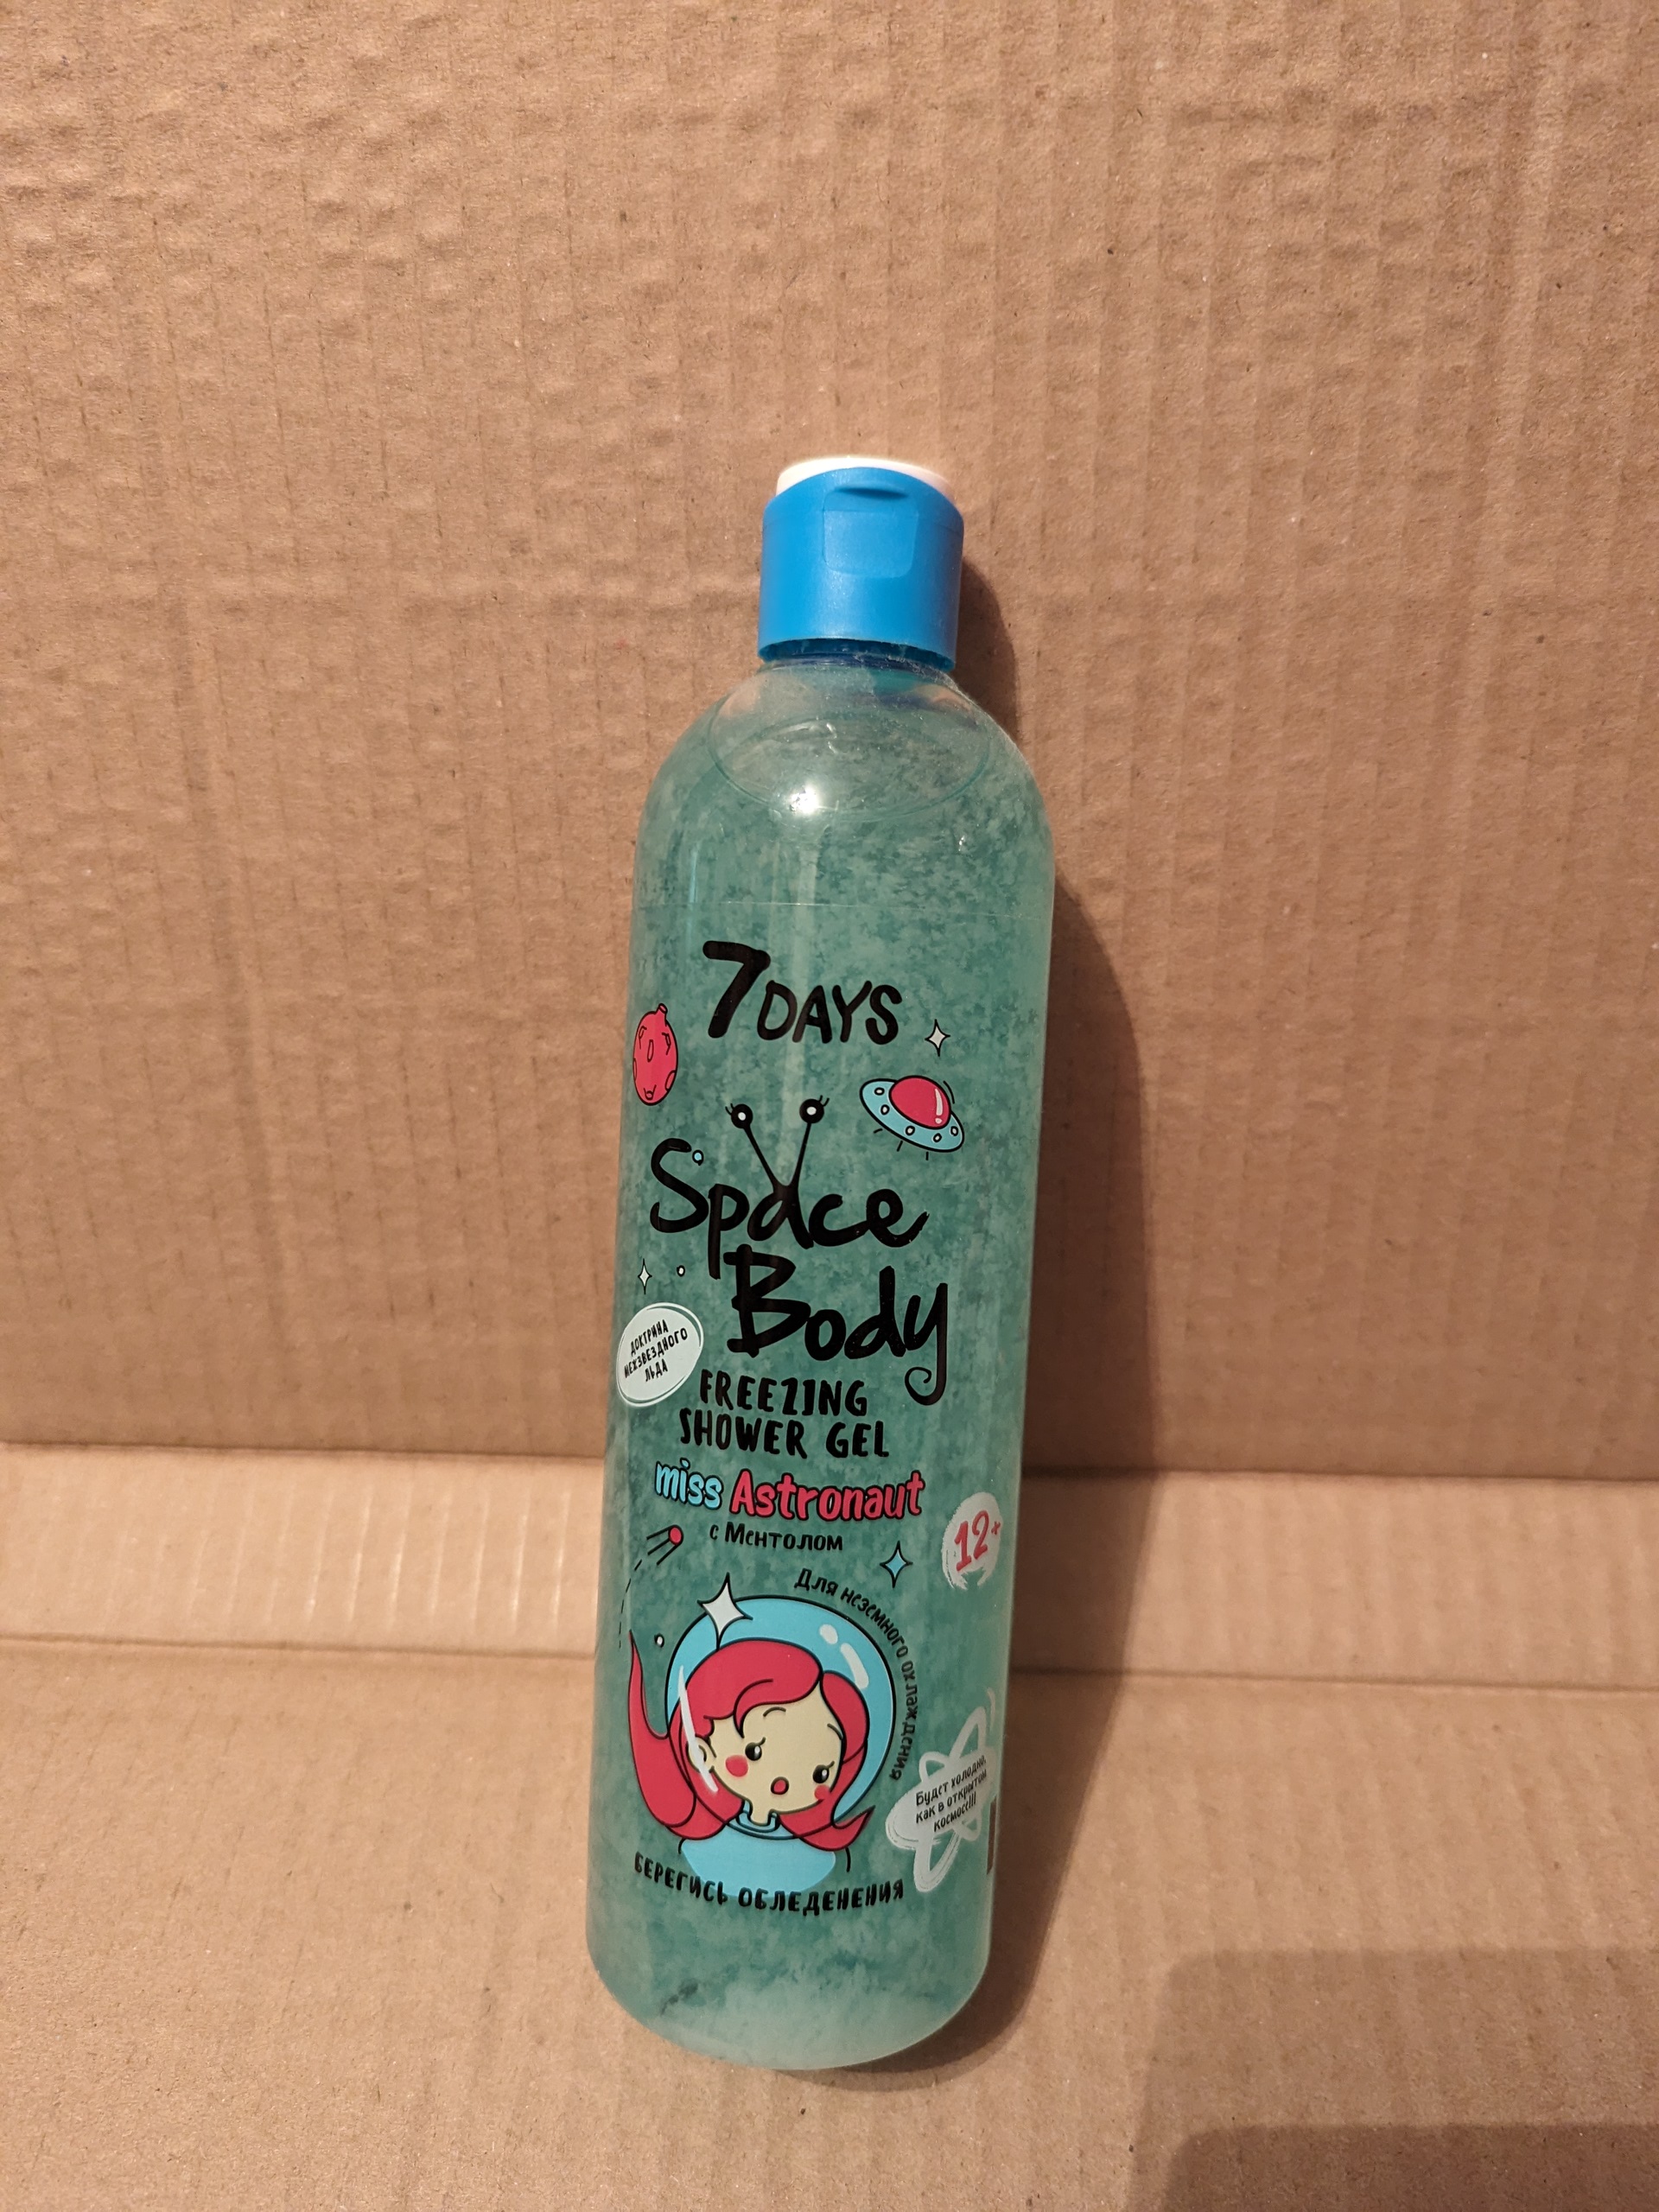 7DAYS
Space
Body
ДОКТРИНА
МЕЖЗВЕЗДНОГО
ЛЬДА
FREEZING
SHOWER GEL
miss Astronaut
с Ментолом
12+
Для неземного охлаждения
Будет холодно,
как в открытом
космосе!!!
БЕРЕГИСЬ ОБЛЕДЕНЕНИЯ